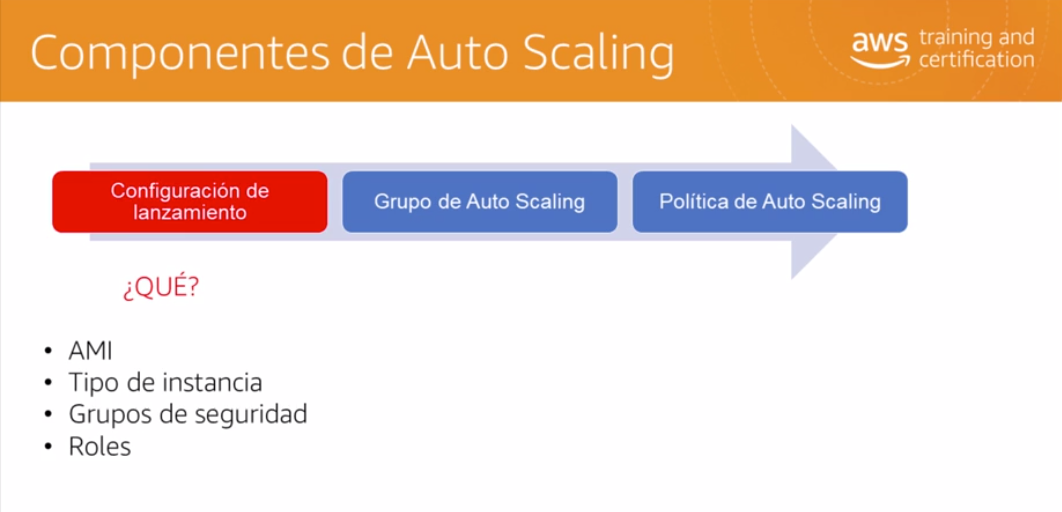 Componentes de Auto Scaling
aws training and
certification
Configuración de
lanzamiento
Grupo de Auto Scaling
Política de Auto Scaling
¿QUÉ?
• AMI
• Tipo de instancia
• Grupos de seguridad
• Roles